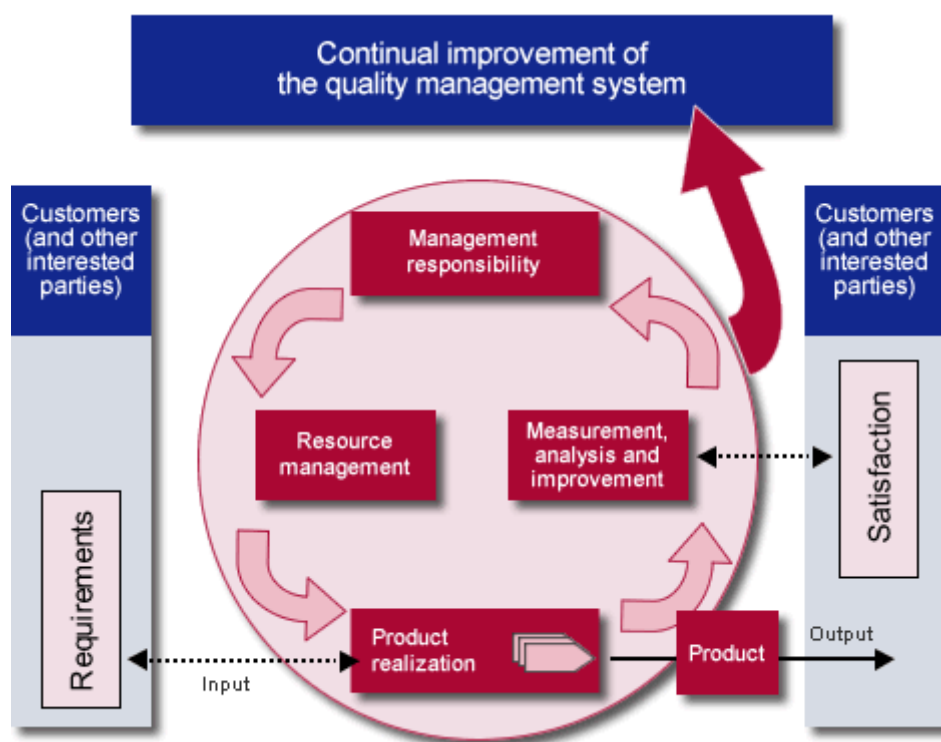 Continual improvement of
the quality management system
Customers
(and other
interested
parties)
Customers
(and other
interested
parties)
Management
responsibility
Resource
management
Measurement,
analysis and
improvement
Satisfaction
Requirements
Product
realization
Product
Input
Output